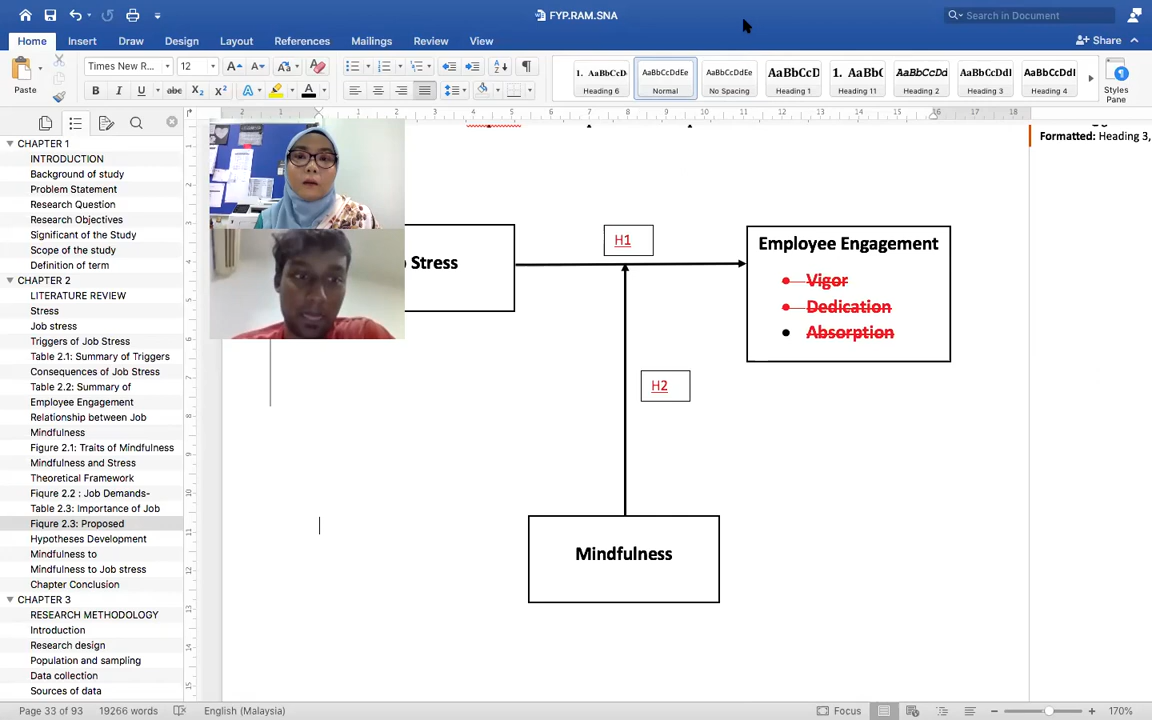 FYP.RAM.SNA
Search in Document
Home Insert Draw Design Layout References Mailings Review View
Share
Paste
Times New R... 12
AaBbCcDdEe
Heading 6
Normal
No Spacing
Heading 1
Heading 11
Heading 2
Heading 3
Heading 4
Styles Pane
CHAPTER 1
INTRODUCTION
Background of study
Problem Statement
Research Question
Research Objectives
Significant of the Study
Scope of the study
Definition of term
CHAPTER 2
LITERATURE REVIEW
Stress
Job stress
Triggers of Job Stress
Table 2.1: Summary of Triggers
Consequences of Job Stress
Table 2.2: Summary of
Employee Engagement
Relationship between Job
Mindfulness
Figure 2.1: Traits of Mindfulness
Mindfulness and Stress
Theoretical Framework
Figure 2.2 : Job Demands-
Table 2.3: Importance of Job
Figure 2.3: Proposed
Hypotheses Development
Mindfulness to
Mindfulness to Job stress
Chapter Conclusion
CHAPTER 3
RESEARCH METHODOLOGY
Introduction
Research design
Population and sampling
Data collection
Sources of data
Formatted: Heading 3,
Stress
H1
Employee Engagement
Vigor
Dedication
Absorption
H2
Mindfulness
Page 33 of 93 19266 words English (Malaysia) Focus 170%